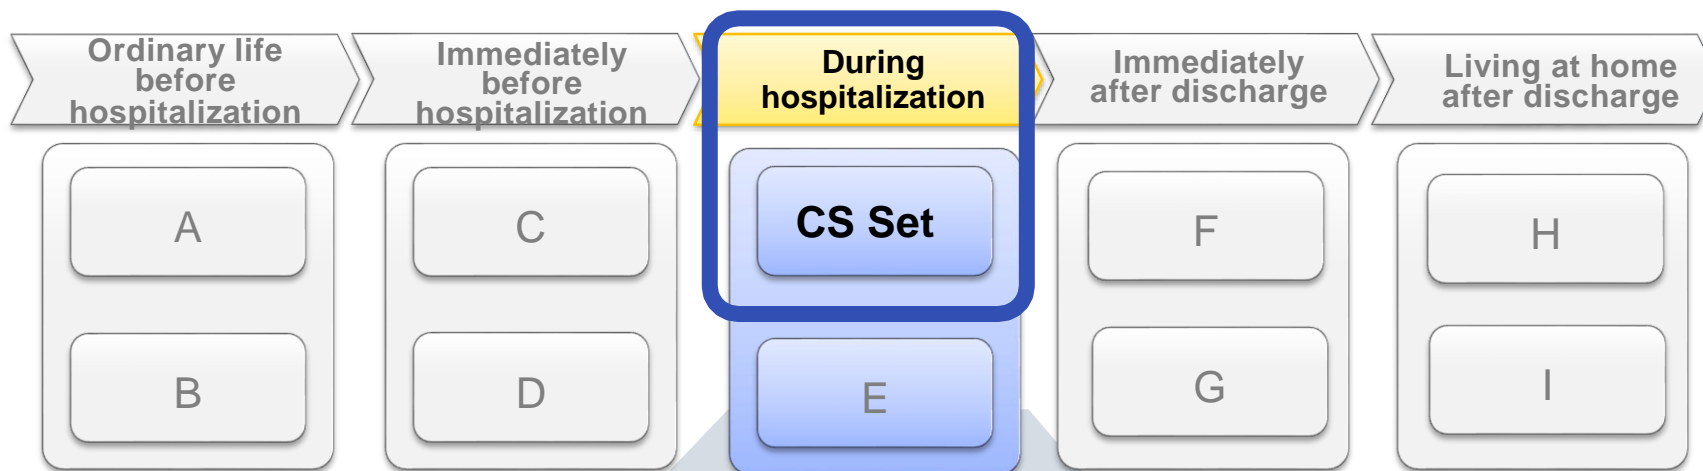 Ordinary life
before
hospitalization
Immediately
before
hospitalization
During
hospitalization
Immediately
after discharge
Living at home
after discharge
A
C
CS Set
F
H
B
D
E
G
I